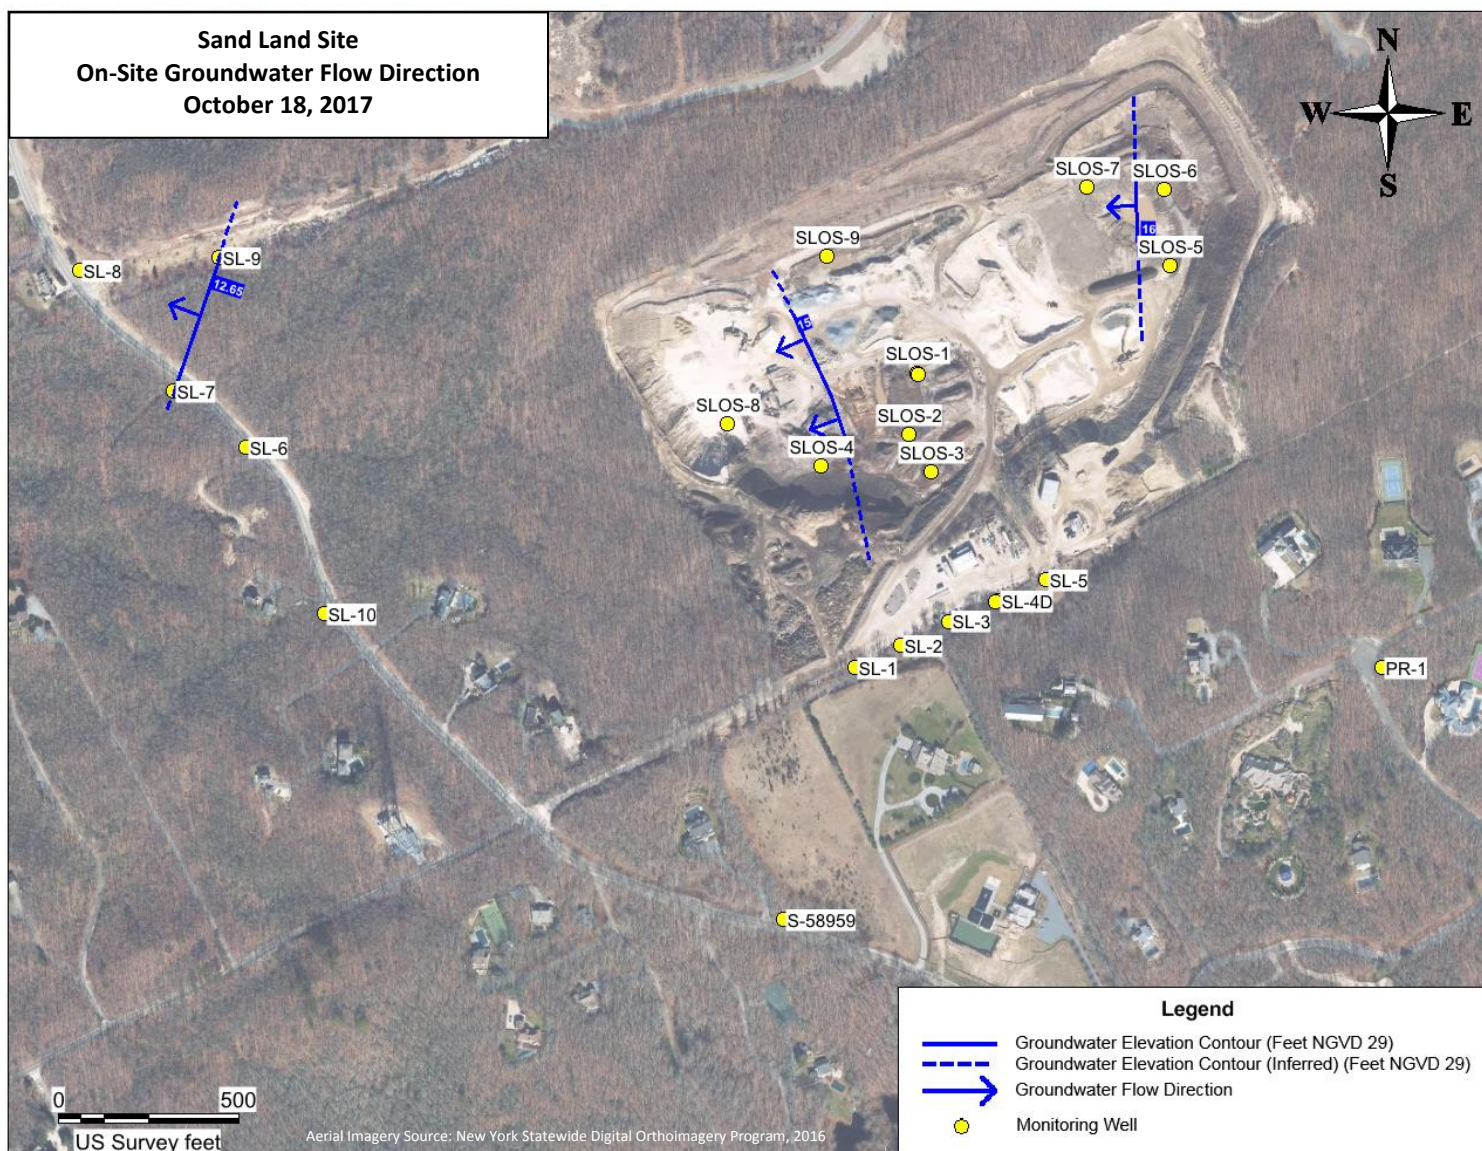 Sand Land Site
On-Site Groundwater Flow Direction
October 18, 2017
N
W
E
S
SLOS-7
SLOS-6
16
SLOS-5
SLOS-9
SL-8
SL-9
12.65
15
SLOS-1
SL-7
SLOS-8
SLOS-2
SL-6
SLOS-4
SLOS-3
SL-5
SL-4D
SL-10
SL-3
SL-2
SL-1
PR-1
S-58959
Legend
Groundwater Elevation Contour (Feet NGVD 29)
Groundwater Elevation Contour (Inferred) (Feet NGVD 29)
Groundwater Flow Direction
Monitoring Well
0
500
US Survey feet
Aerial Imagery Source: New York Statewide Digital Orthoimagery Program, 2016